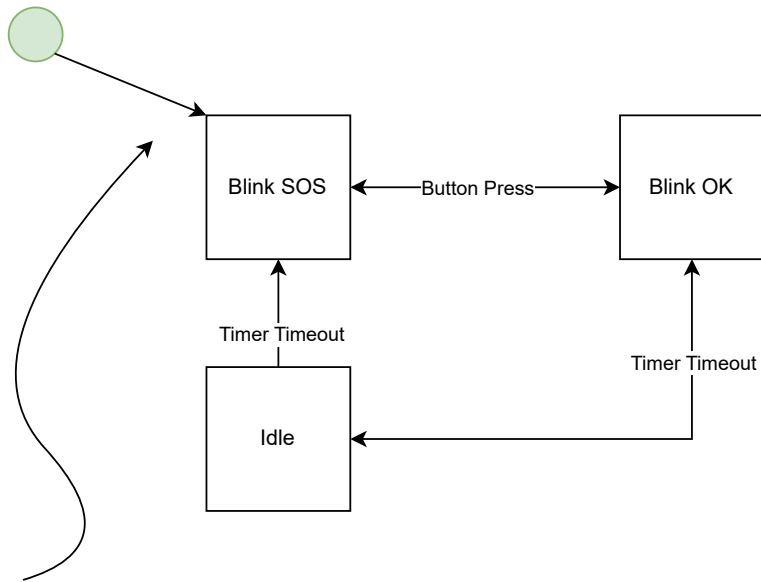 Blink SOS
Button Press
Blink OK
Timer Timeout
Timer Timeout
Idle